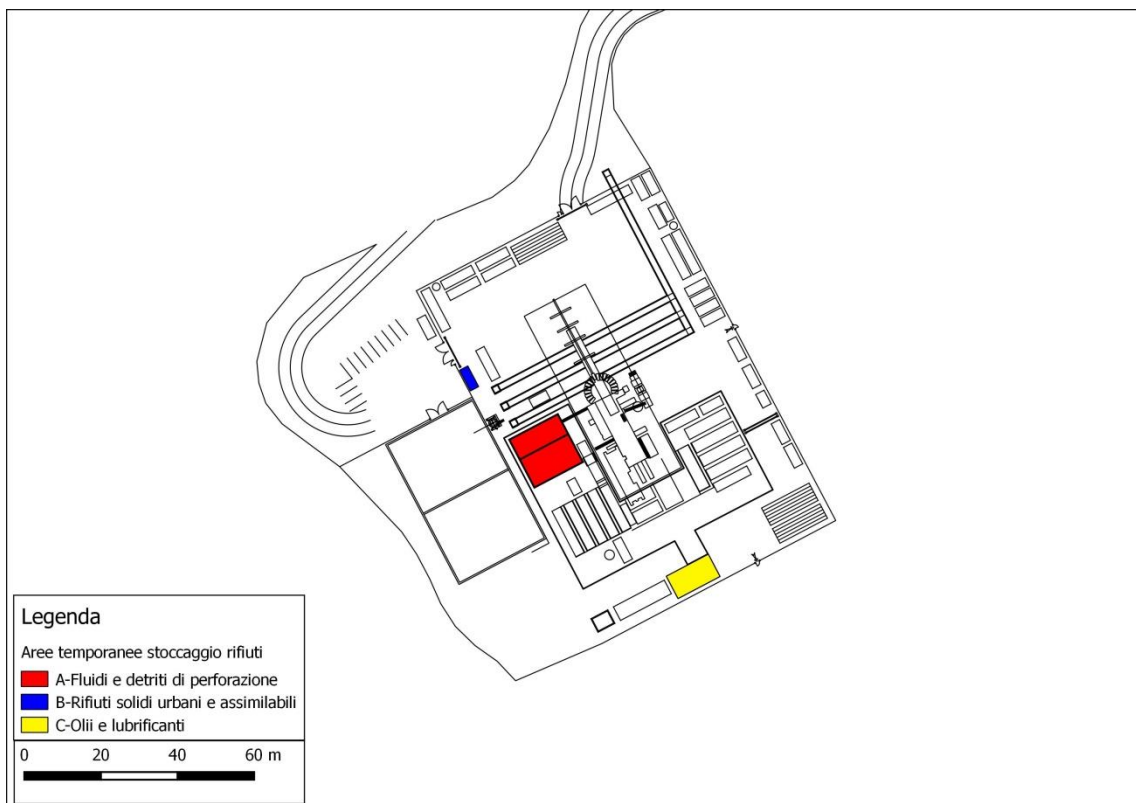 Legenda
Aree temporanee stoccaggio rifiuti
A-Fluidi e detriti di perforazione
B-Rifiuti solidi urbani e assimilabili
C-Olii e lubrificanti
0 20 40 60 m